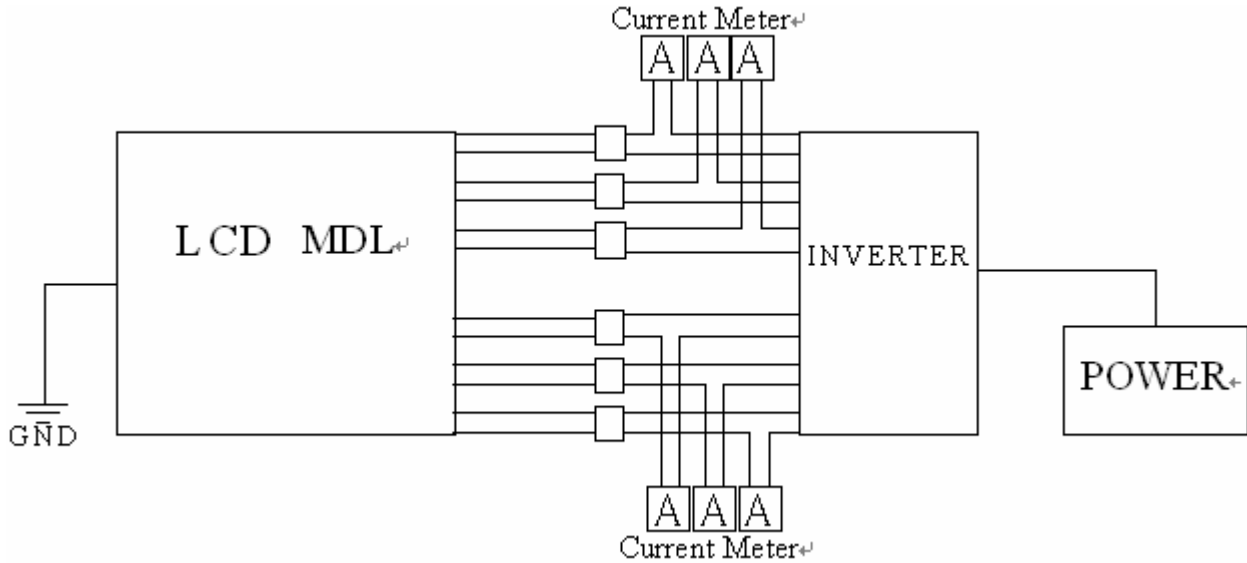 Current Meter↵
A A A
LCD MDL↵
INVERTER
POWER↵
GND
A A A
Current Meter↵